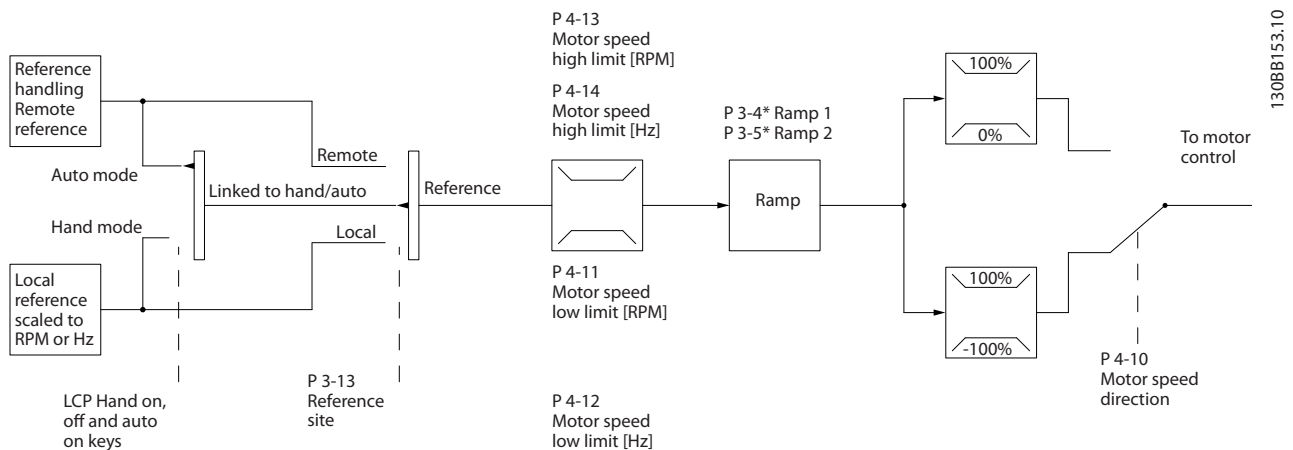 Reference
handling
Remote
reference
Auto mode
Hand mode
Local
reference
scaled to
RPM or Hz
LCP Hand on,
off and auto
on keys
Linked to hand/auto
Remote
Local
P 3-13
Reference
site
Reference
P 4-13
Motor speed
high limit [RPM]
P 4-14
Motor speed
high limit [Hz]
P 4-11
Motor speed
low limit [RPM]
P 4-12
Motor speed
low limit [Hz]
P 3-4* Ramp 1
P 3-5* Ramp 2
Ramp
100%
0%
100%
-100%
To motor
control
P 4-10
Motor speed
direction
130BB153.10